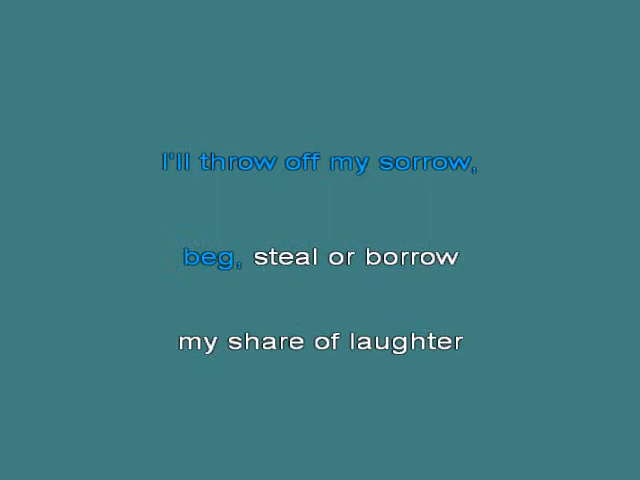 I'll throw off my sorrow,
beg, steal or borrow
my share of laughter